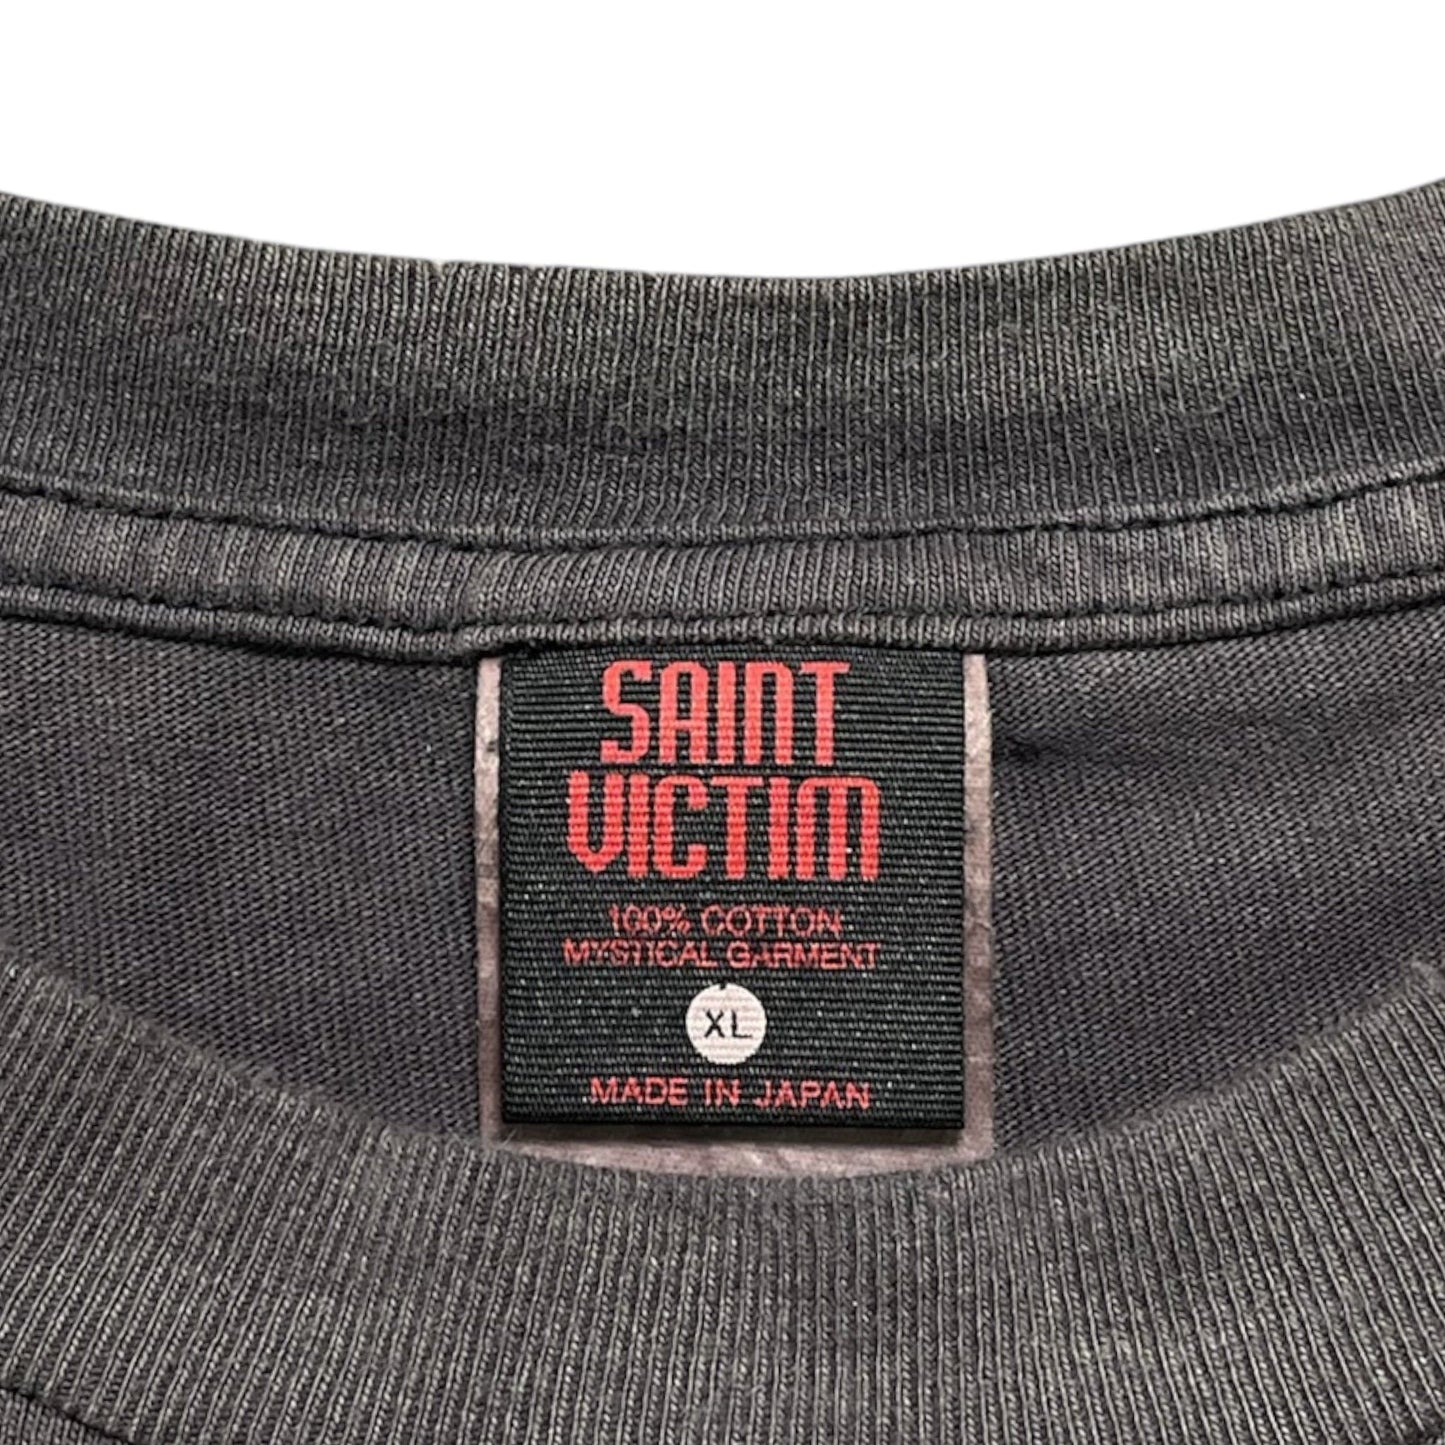 SAINT
VICTIM
100% COTTON
MYSTICAL GARMENT
XL
MADE IN JAPAN